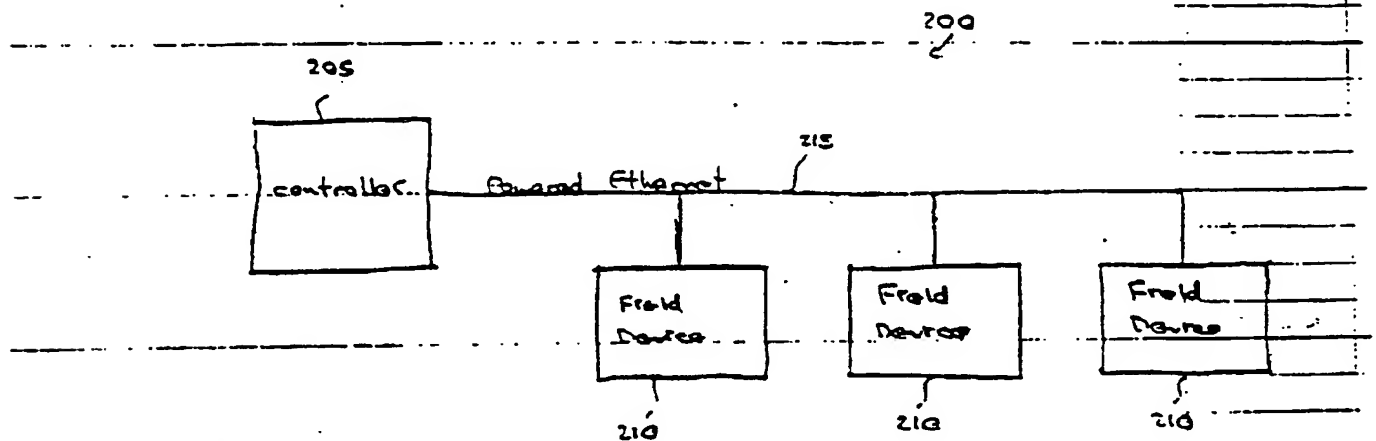 200
205
215
controller
Powered Ethernet
Field
Device
Field
Device
Field
Device
210
210
210